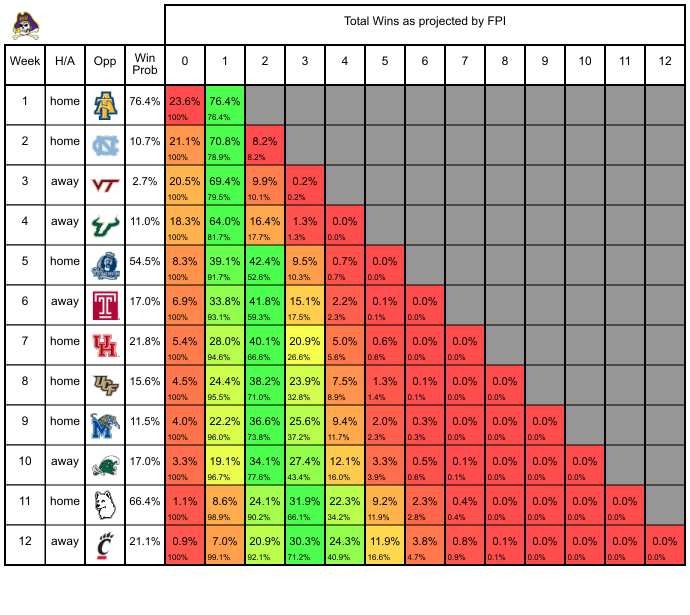 Total Wins as projected by FPI
Week H/A Opp Win Prob 0 1 2 3 4 5 6 7 8 9 10 11 12
1 home 76.4% 23.6% 76.4%
100% 76.4%
2 home 10.7% 21.1% 70.8% 8.2%
100% 78.9% 8.2%
3 away VT 2.7% 20.5% 69.4% 9.9% 0.2%
100% 79.5% 10.1% 0.2%
4 away 11.0% 18.3% 64.0% 16.4% 1.3% 0.0%
100% 81.7% 17.7% 1.3% 0.0%
5 home 54.5% 8.3% 39.1% 42.4% 9.5% 0.7% 0.0%
100% 91.7% 52.6% 10.3% 0.7% 0.0%
6 away T 17.0% 6.9% 33.8% 41.8% 15.1% 2.2% 0.1% 0.0%
100% 93.1% 59.3% 17.5% 2.3% 0.1% 0.0%
7 home UH 21.8% 5.4% 28.0% 40.1% 20.9% 5.0% 0.6% 0.0% 0.0%
100% 94.6% 66.6% 26.6% 5.6% 0.6% 0.0% 0.0%
8 home UCF 15.6% 4.5% 24.4% 38.2% 23.9% 7.5% 1.3% 0.1% 0.0% 0.0%
100% 95.5% 71.0% 32.8% 8.9% 1.4% 0.1% 0.0% 0.0%
9 home M 11.5% 4.0% 22.2% 36.6% 25.6% 9.4% 2.0% 0.3% 0.0% 0.0% 0.0%
100% 96.0% 73.8% 37.2% 11.7% 2.3% 0.3% 0.0% 0.0% 0.0%
10 away 17.0% 3.3% 19.1% 34.1% 27.4% 12.1% 3.3% 0.5% 0.1% 0.0% 0.0% 0.0%
100% 96.7% 77.6% 43.4% 16.0% 3.9% 0.6% 0.1% 0.0% 0.0% 0.0%
11 home 66.4% 1.1% 8.6% 24.1% 31.9% 22.3% 9.2% 2.3% 0.4% 0.0% 0.0% 0.0% 0.0%
100% 98.9% 90.2% 66.1% 34.2% 11.9% 2.8% 0.4% 0.0% 0.0% 0.0% 0.0%
12 away C 21.1% 0.9% 7.0% 20.9% 30.3% 24.3% 11.9% 3.8% 0.8% 0.1% 0.0% 0.0% 0.0% 0.0%
100% 99.1% 92.1% 71.2% 40.9% 16.6% 4.7% 0.9% 0.1% 0.0% 0.0% 0.0% 0.0%